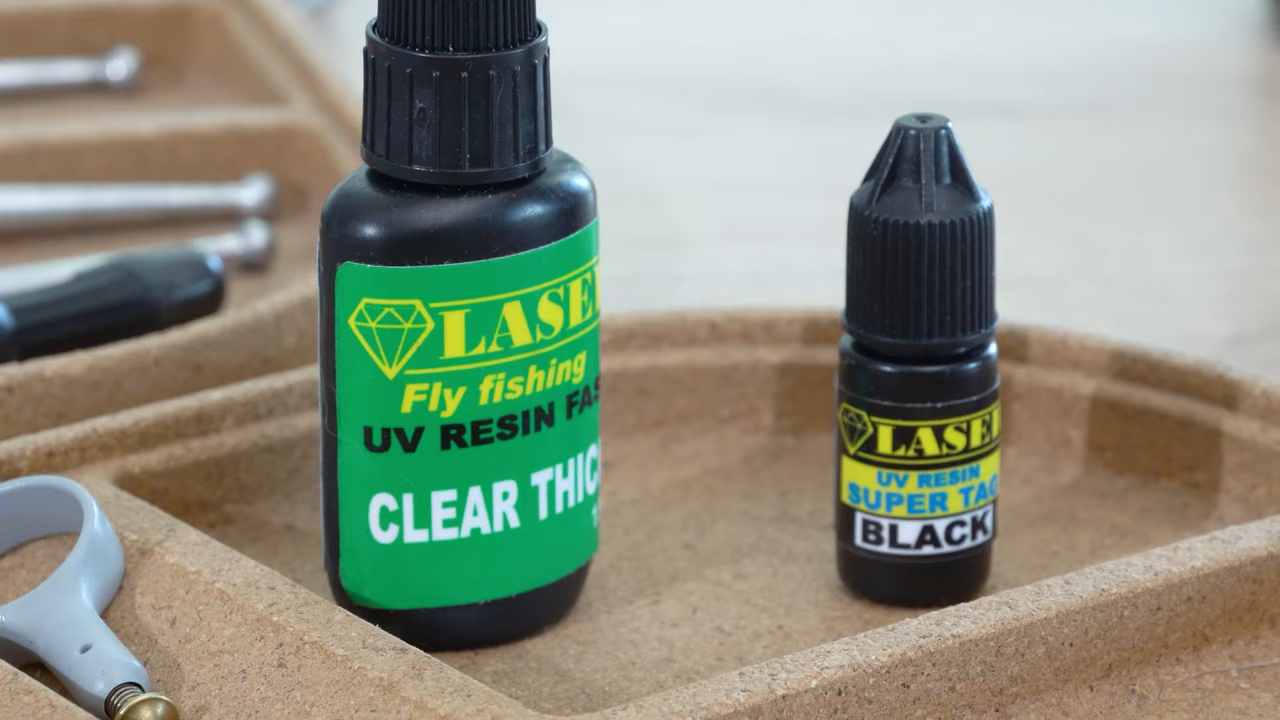 LASE
Fly fishing
UV RESIN FAS
CLEAR THIC
LASE
UV RESIN
SUPER TAC
BLACK